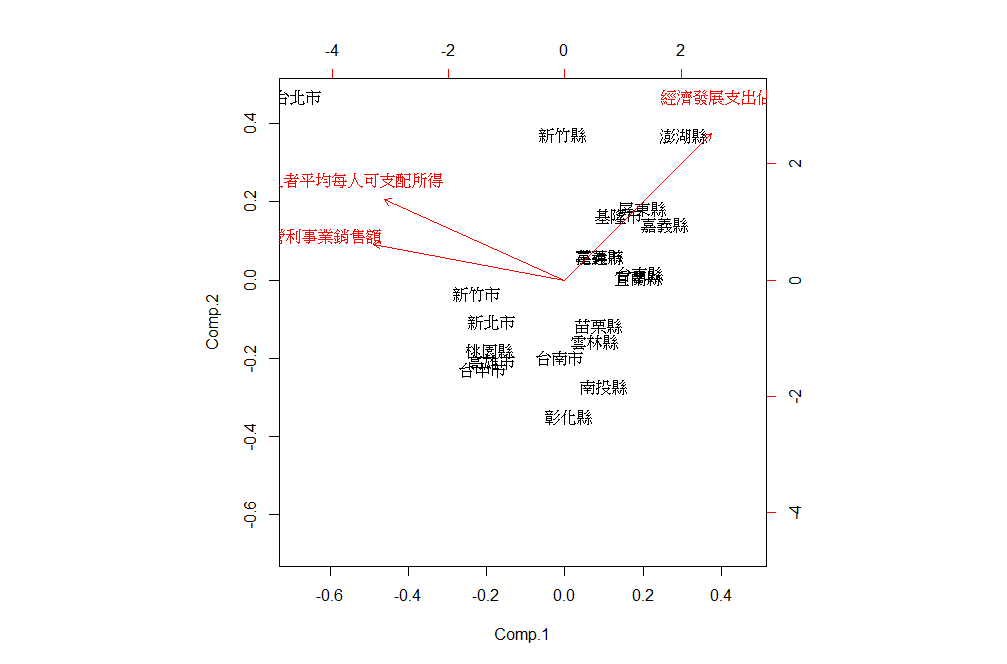 -4 -2 0 2
台北市
經濟發展支出佔
新竹縣
澎湖縣
者平均每人可支配所得
屏東縣
基隆市
嘉義縣
利事業銷售額
台南縣
宜蘭縣
新竹市
新北市
苗栗縣
雲林縣
桃園縣
高雄市
台中市
台南市
南投縣
彰化縣
0.4
0.2
0.0
-0.2
-0.4
-0.6
Comp.2
2
0
-2
-4
-0.6 -0.4 -0.2 0.0 0.2 0.4
Comp.1